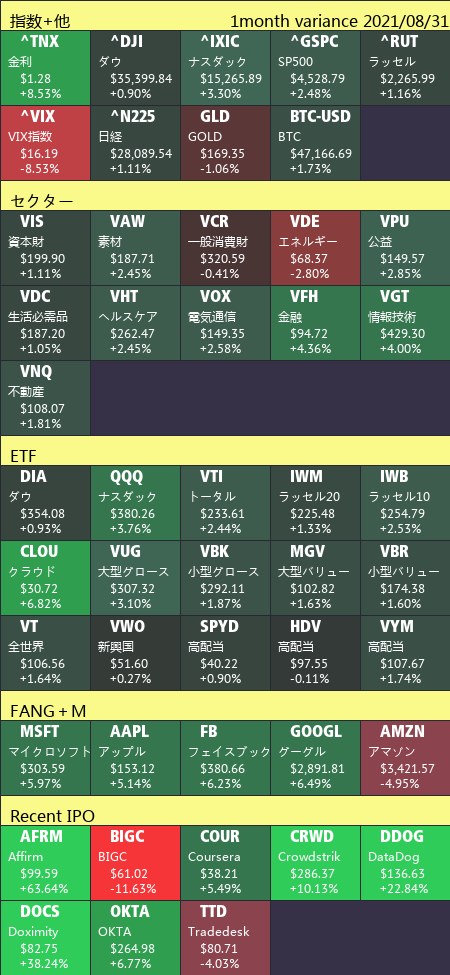 指数+他 1month variance 2021/08/31
^TNX ^DJI ^IXIC ^GSPC ^RUT
金利 ダウ ナスダック SP500 ラッセル
$1.28 $35,399.84 $15,265.89 $4,528.79 $2,265.99
+8.53% +0.90% +3.30% +2.48% +1.16%
^VIX ^N225 GLD BTC-USD
VIX指数 日経 GOLD BTC
$16.19 $28,089.54 $169.35 $47,166.69
-8.53% +1.11% -1.06% +1.73%
セクター
VIS VAW VCR VDE VPU
資本財 素材 一般消費財 エネルギー 公益
$199.90 $187.71 $320.59 $68.37 $149.57
+1.11% +2.45% -0.41% -2.80% +2.85%
VDC VHT VOX VFH VGT
生活必需品 ヘルスケア 電気通信 金融 情報技術
$187.20 $262.47 $149.35 $94.72 $429.30
+1.05% +2.45% +2.58% +4.36% +4.00%
VNQ
不動産
$108.07
+1.81%
ETF
DIA QQQ VTI IWM IWB
ダウ ナスダック トータル ラッセル20 ラッセル10
$354.08 $380.26 $233.61 $225.48 $254.79
+0.93% +3.76% +2.44% +1.33% +2.53%
CLOU VUG VBK MGV VBR
クラウド 大型グロース 小型グロース 大型バリュー 小型バリュー
$30.72 $307.32 $292.11 $102.82 $174.38
+6.82% +3.10% +1.87% +1.63% +1.60%
VT VWO SPYD HDV VYM
全世界 新興国 高配当 高配当 高配当
$106.56 $51.60 $40.22 $97.55 $107.67
+1.64% +0.27% +0.90% -0.11% +1.74%
FANG+M
MSFT AAPL FB GOOGL AMZN
マイクロソフト アップル フェイスブック グーグル アマゾン
$303.59 $153.12 $380.66 $2,891.81 $3,421.57
+5.97% +5.14% +6.23% +6.49% -4.95%
Recent IPO
AFRM BIGC COUR CRWD DDOG
Affirm BIGC Coursera Crowdstrik DataDog
$99.59 $61.02 $38.21 $286.37 $136.63
+63.64% -11.63% +5.49% +10.13% +22.84%
DOCS OKTA TTD
Doximity OKTA Tradedesk
$82.75 $264.98 $80.71
+38.24% +6.77% -4.03%